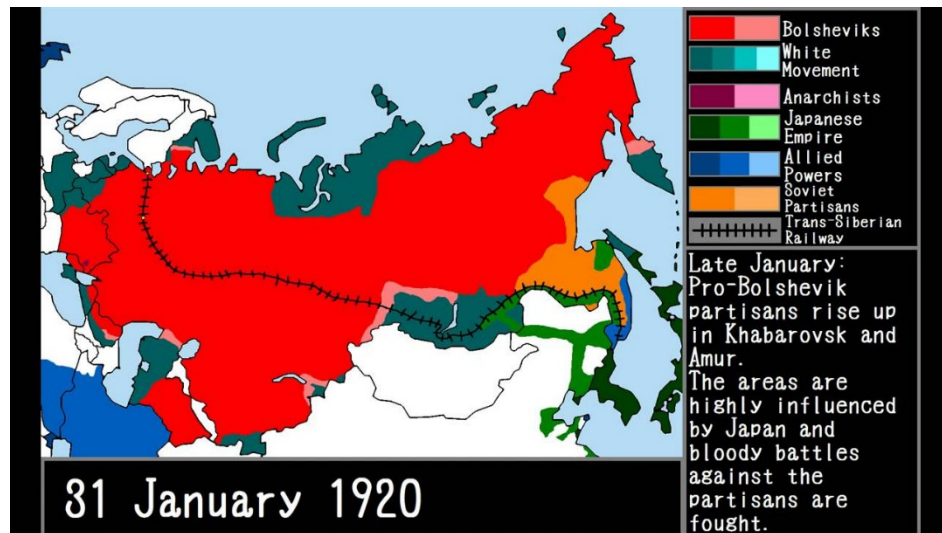 Bolsheviks
White
Movement
Anarchists
Japanese
Empire
Allied
Powers
Soviet
Partisans
Trans-Siberian
Railway
Late January:
Pro-Bolshevik
partisans rise up
in Khabarovsk and
Amur.
The areas are
highly influenced
by Japan and
bloody battles
against the
partisans are
fought.
31 January 1920